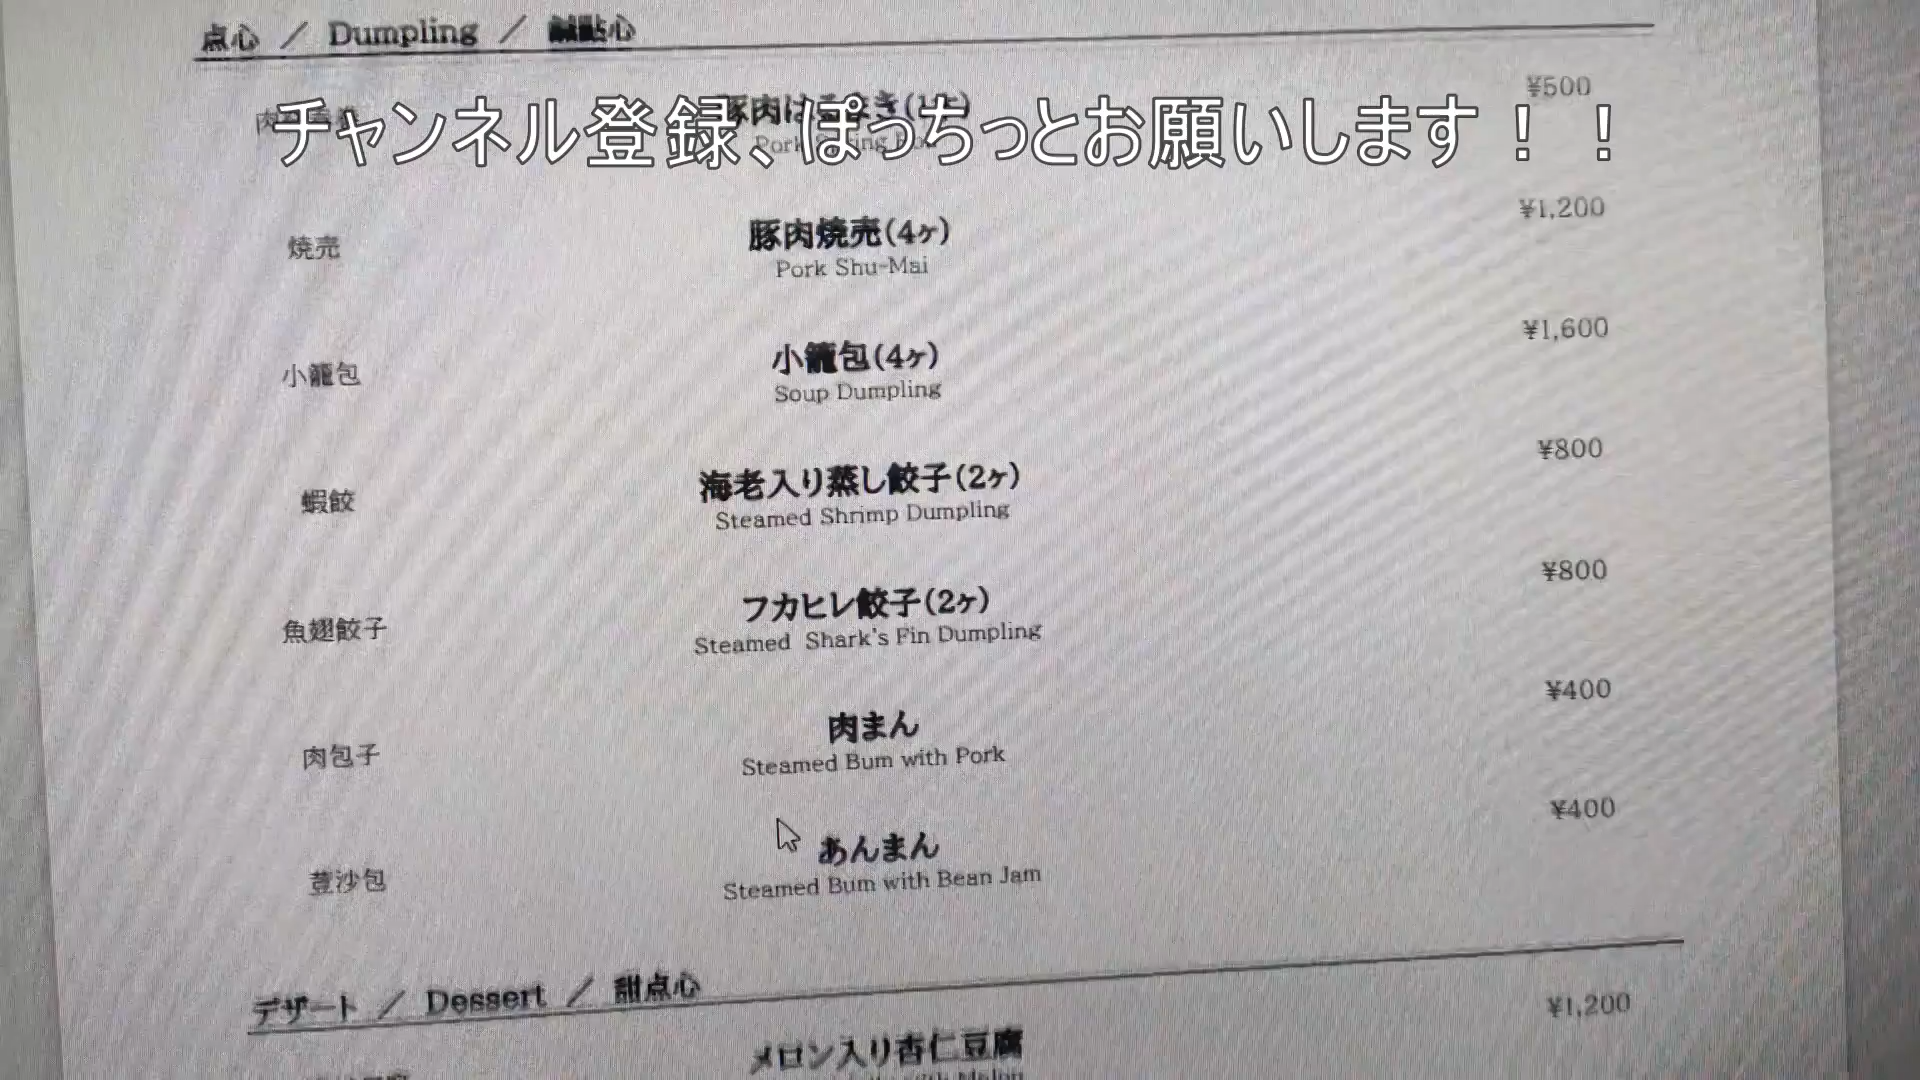 点心 ／ Dumpling ／ 鹹點心
チャンネル登録、ぽっちっとお願いします！！
¥500
焼売 豚肉焼売(4ヶ) ¥1,200
Pork Shu-Mai
小籠包 小籠包(4ヶ) ¥1,600
Soup Dumpling
蝦餃 海老入り蒸し餃子(2ヶ) ¥800
Steamed Shrimp Dumpling
魚翅餃子 フカヒレ餃子(2ヶ) ¥800
Steamed Shark's Fin Dumpling
肉包子 肉まん ¥400
Steamed Bum with Pork
荳沙包 あんまん ¥400
Steamed Bum with Bean Jam
デザート ／ Dessert ／ 甜点心
メロン入り杏仁豆腐 ¥1,200